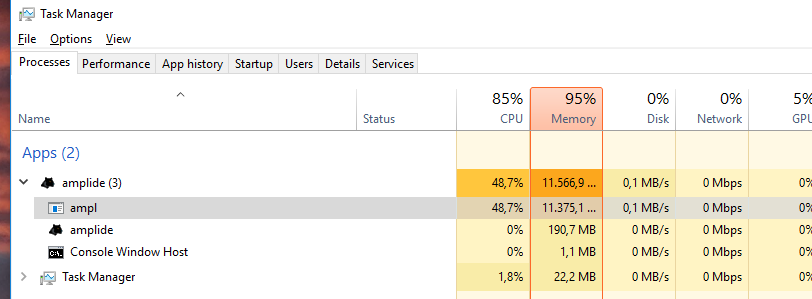 Task Manager
File Options View
Processes Performance App history Startup Users Details Services
85% 95% 0% 0% 5%
Name Status CPU Memory Disk Network GPU
Apps (2)
amplide (3) 48,7% 11.566,9 ... 0,1 MB/s 0 Mbps 0%
ampl 48,7% 11.375,1 ... 0,1 MB/s 0 Mbps 0%
amplide 0% 190,7 MB 0 MB/s 0 Mbps 0%
Console Window Host 0% 1,1 MB 0 MB/s 0 Mbps 0%
Task Manager 1,8% 22,2 MB 0 MB/s 0 Mbps 0%